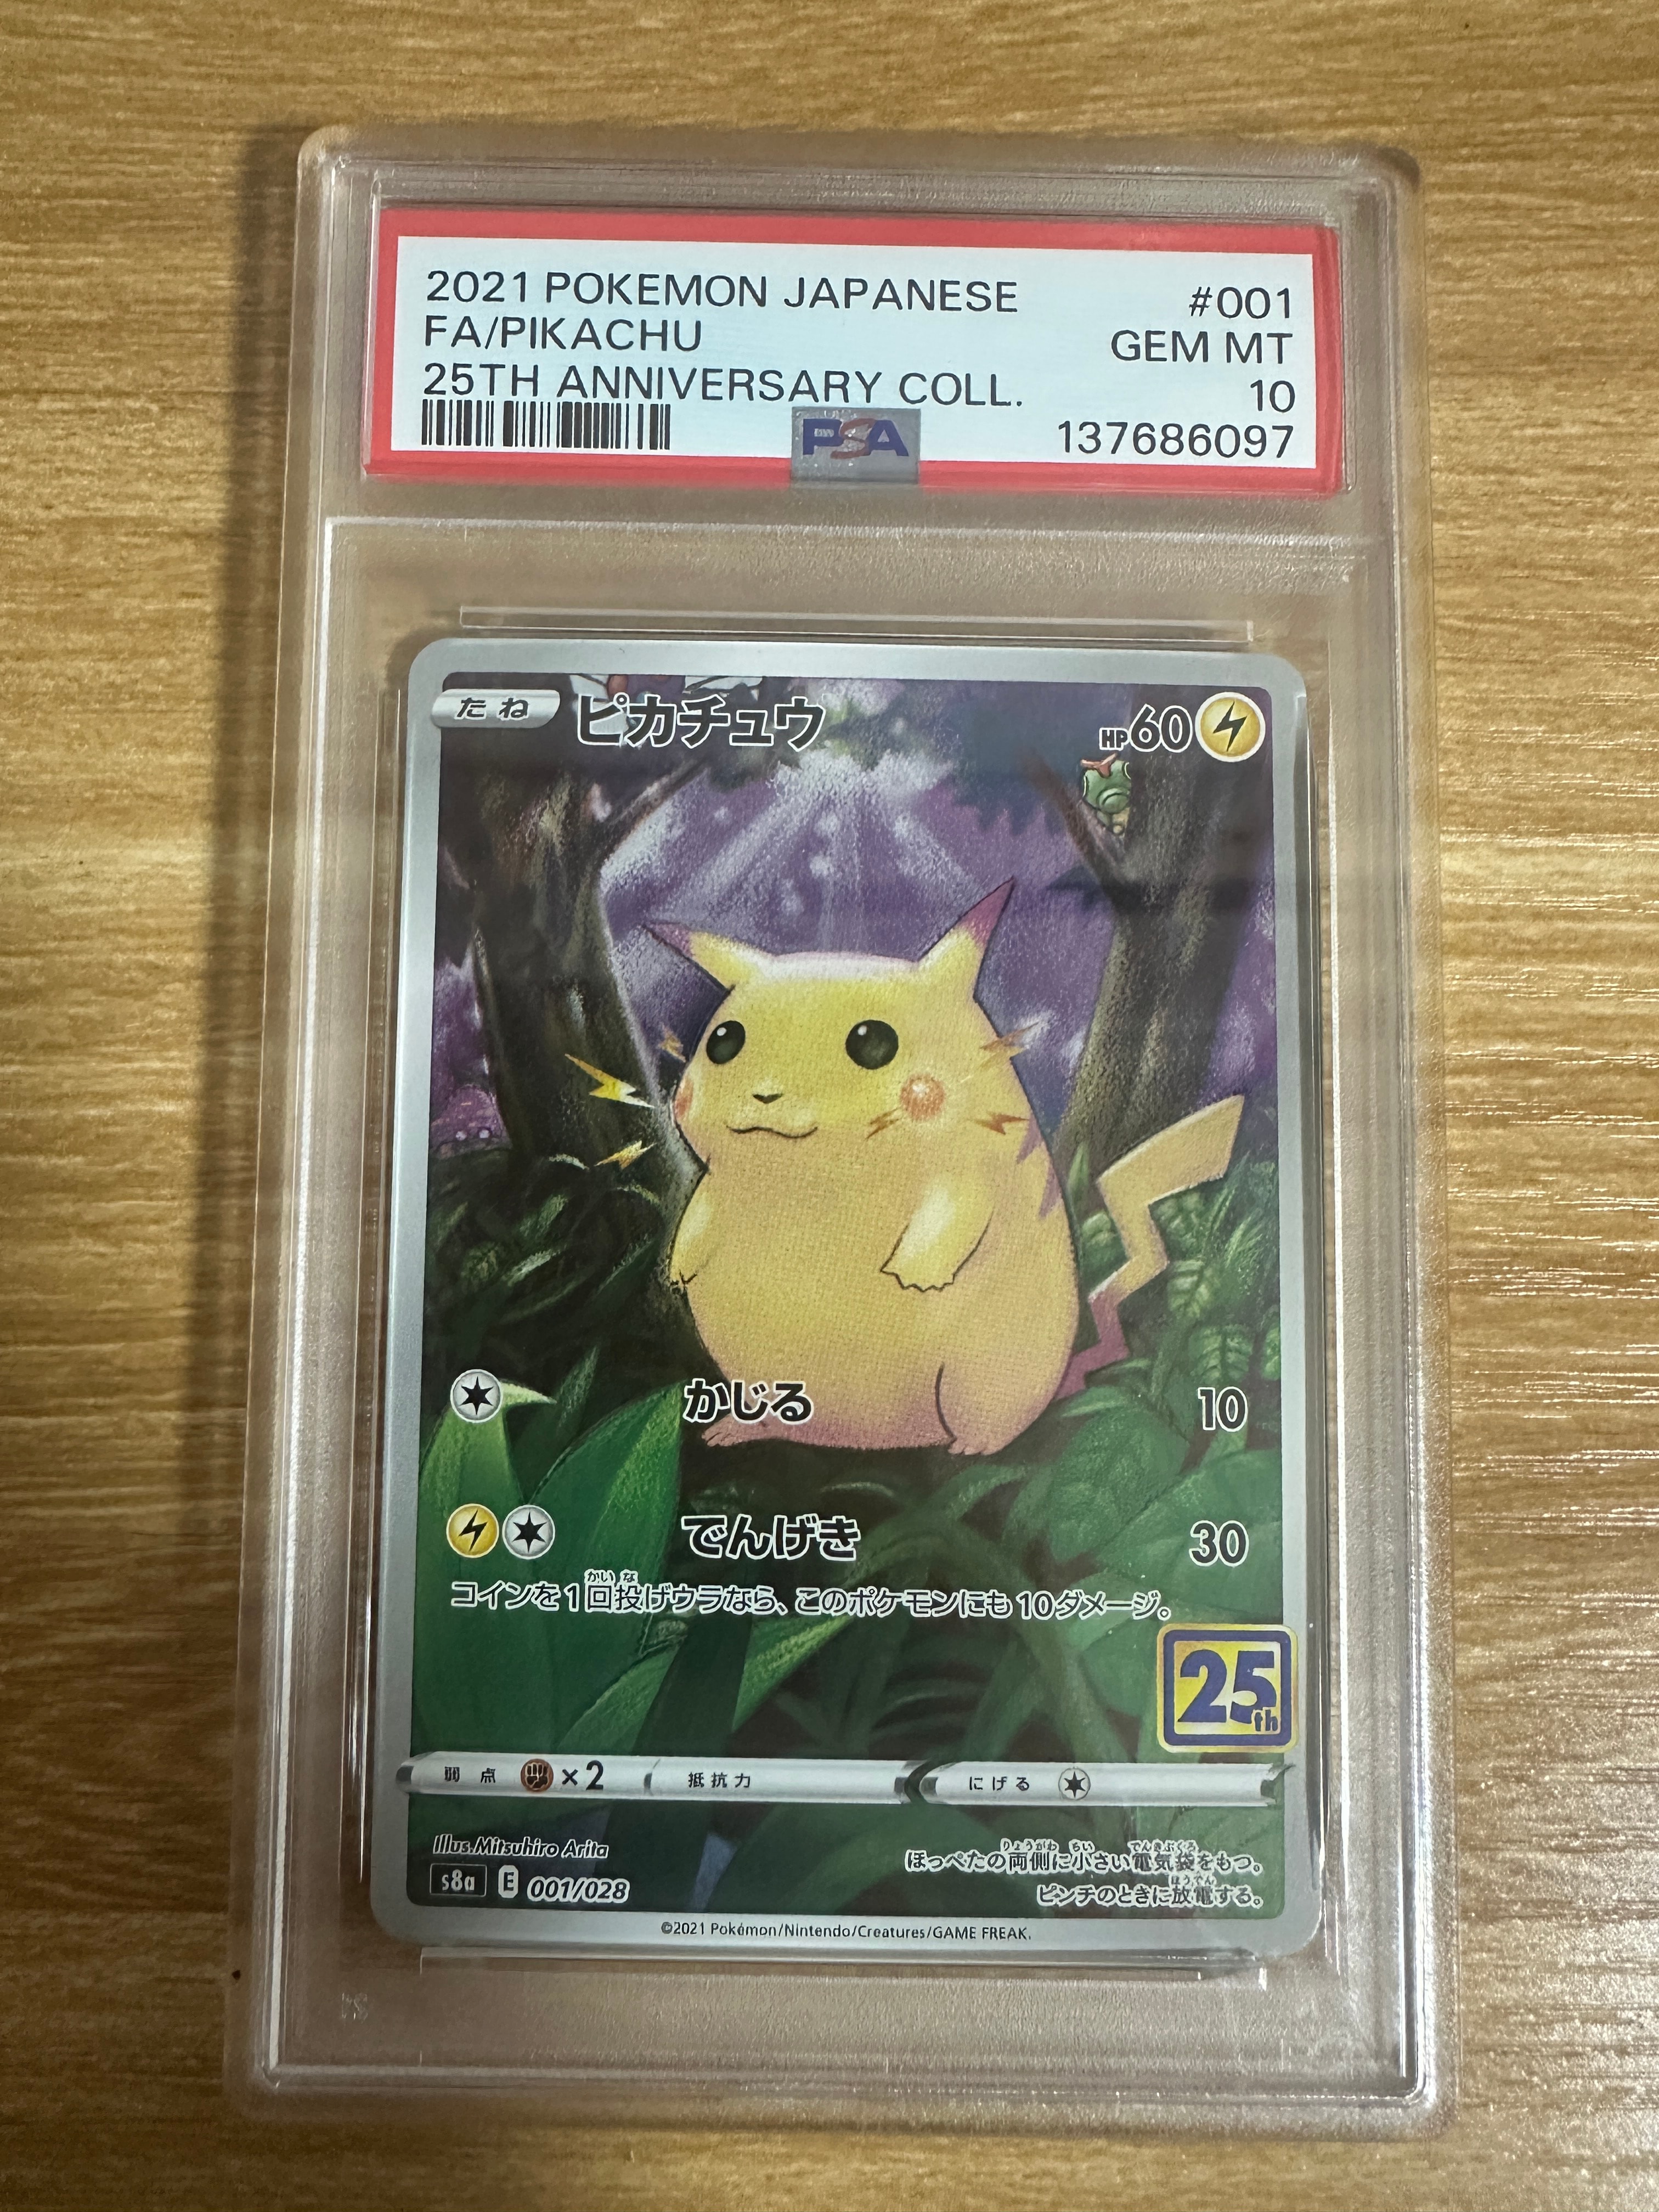 2021 POKEMON JAPANESE #001
FA/PIKACHU GEM MT
25TH ANNIVERSARY COLL. 10
PSA 137686097
たね ピカチュウ HP60
かじる 10
でんげき 30
コインを1回投げウラなら、このポケモンにも10ダメージ。
25th
弱点 ×2 抵抗力 にげる
Illus.Mitsuhiro Arita
s8a E 001/028
ほっぺたの両側に小さい電気袋をもつ。
ピンチのときに放電する。
©2021 Pokémon/Nintendo/Creatures/GAME FREAK.